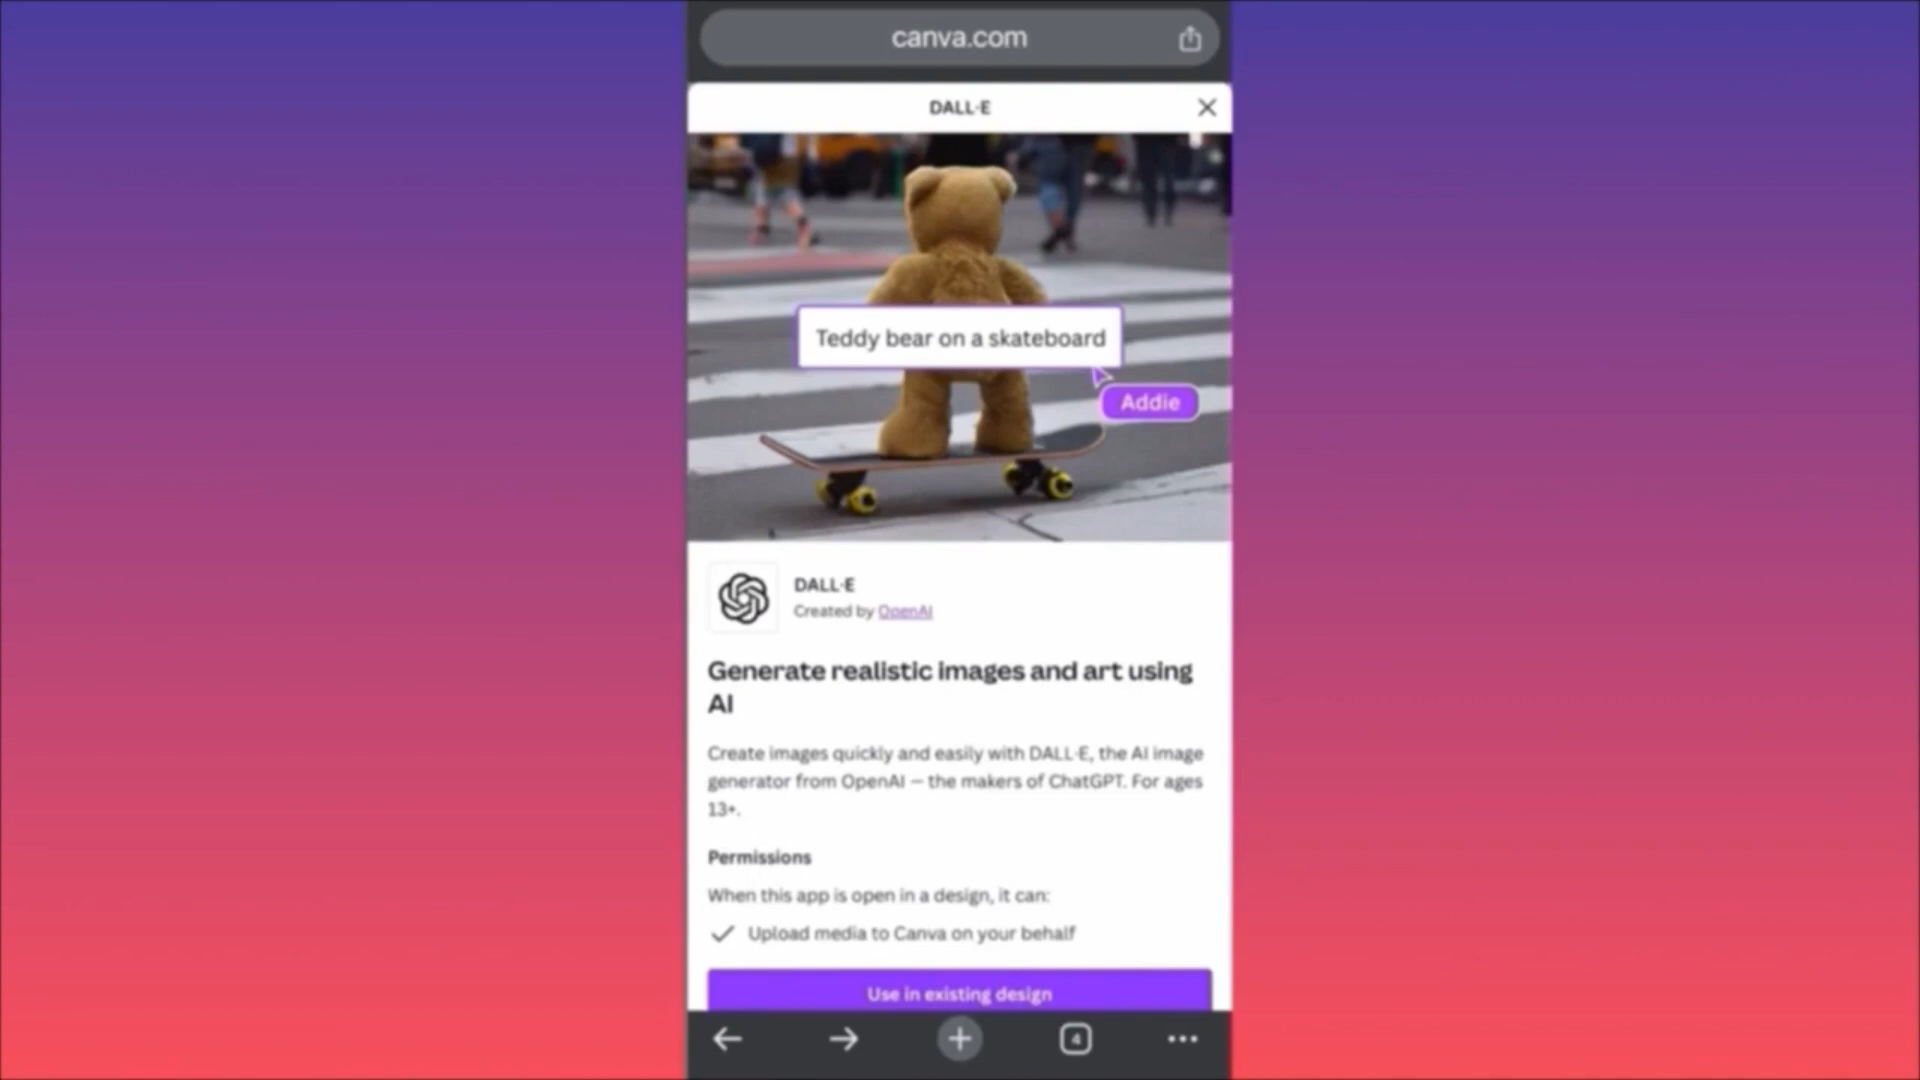 canva.com
DALL·E
Teddy bear on a skateboard
Addie
DALL·E
Created by OpenAI
Generate realistic images and art using
AI
Create images quickly and easily with DALL·E, the AI image
generator from OpenAI — the makers of ChatGPT. For ages
13+.
Permissions
When this app is open in a design, it can:
Upload media to Canva on your behalf
Use in existing design
4